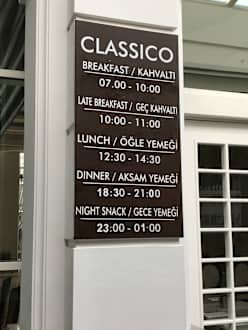 CLASSICO
BREAKFAST / KAHVALTI
07.00 - 10:00
LATE BREAKFAST / GEÇ KAHVALTI
10:00 - 11:00
LUNCH / ÖĞLE YEMEĞİ
12:30 - 14:30
DINNER / AKSAM YEMEĞİ
18:30 - 21:00
NIGHT SNACK / GECE YEMEĞİ
23:00 - 01:00